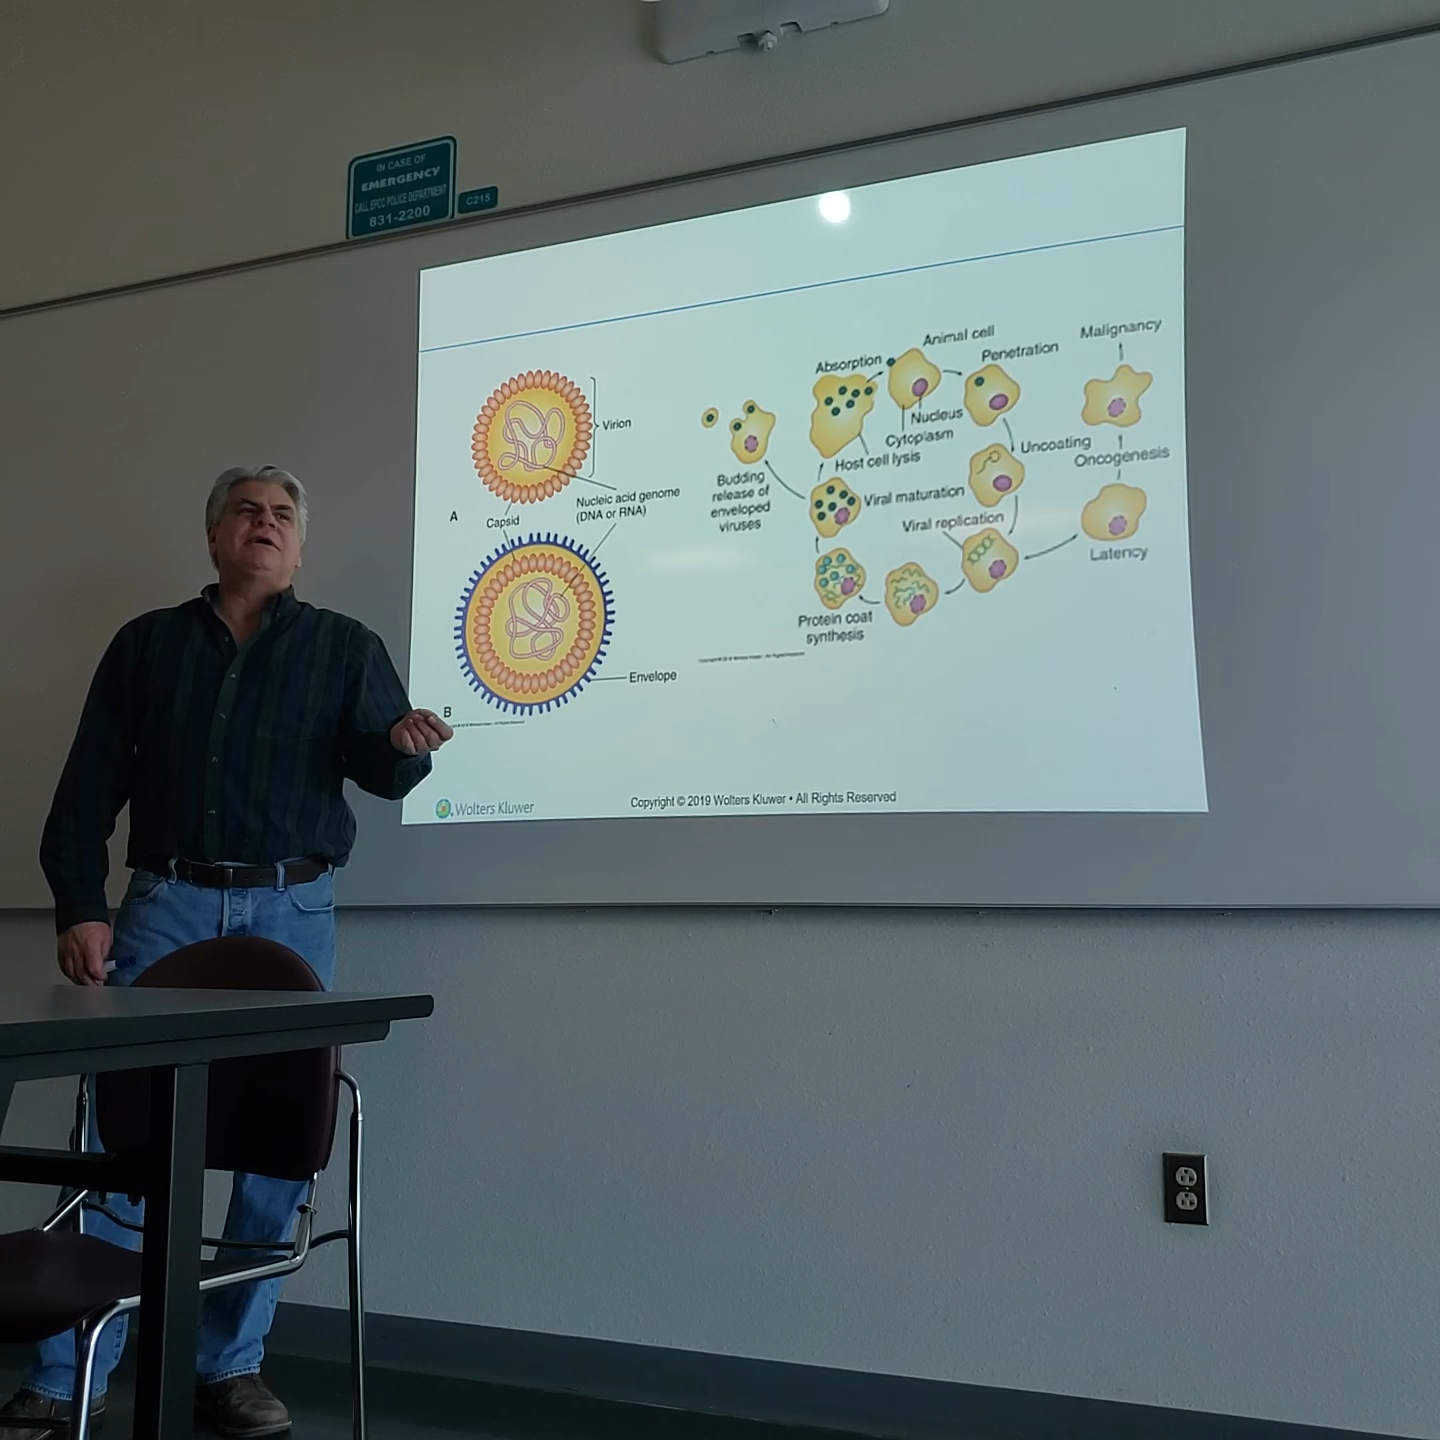 IN CASE OF
EMERGENCY
CALL EPCC POLICE DEPARTMENT
831-2200
C215
Virion
Nucleic acid genome
(DNA or RNA)
A
Capsid
B
Envelope
Absorption
Animal cell
Penetration
Malignancy
Nucleus
Cytoplasm
Host cell lysis
Uncoating
Oncogenesis
Budding
release of
enveloped
viruses
Viral maturation
Viral replication
Latency
Protein coat
synthesis
Wolters Kluwer
Copyright © 2019 Wolters Kluwer • All Rights Reserved